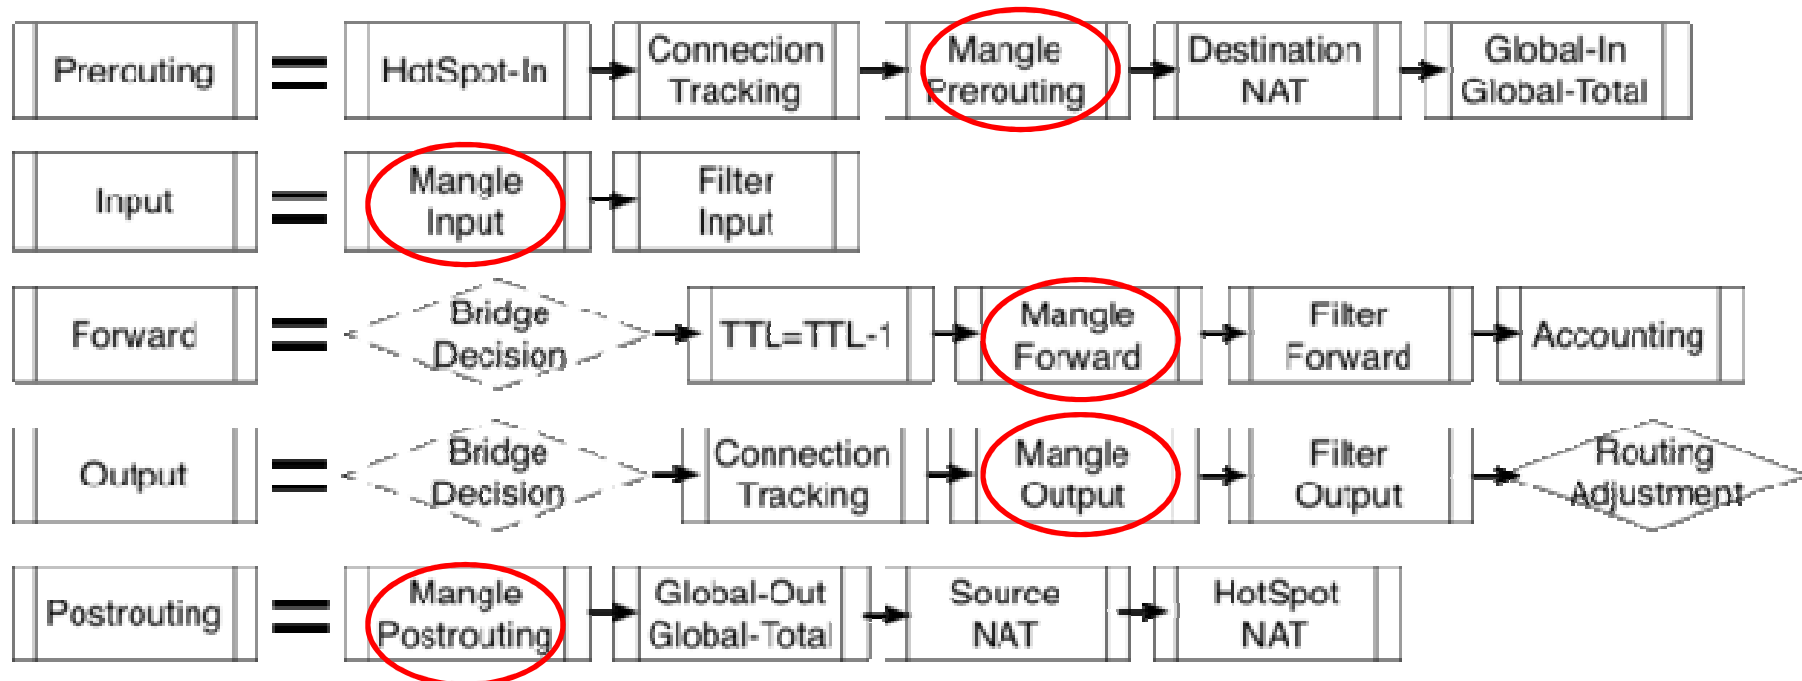 Prerouting
HotSpot-In
Connection
Tracking
Mangle
Prerouting
Destination
NAT
Global-In
Global-Total
Input
Mangle
Input
Filter
Input
Forward
Bridge
Decision
TTL=TTL-1
Mangle
Forward
Filter
Forward
Accounting
Output
Bridge
Decision
Connection
Tracking
Mangle
Output
Filter
Output
Routing
Adjustment
Postrouting
Mangle
Postrouting
Global-Out
Global-Total
Source
NAT
HotSpot
NAT